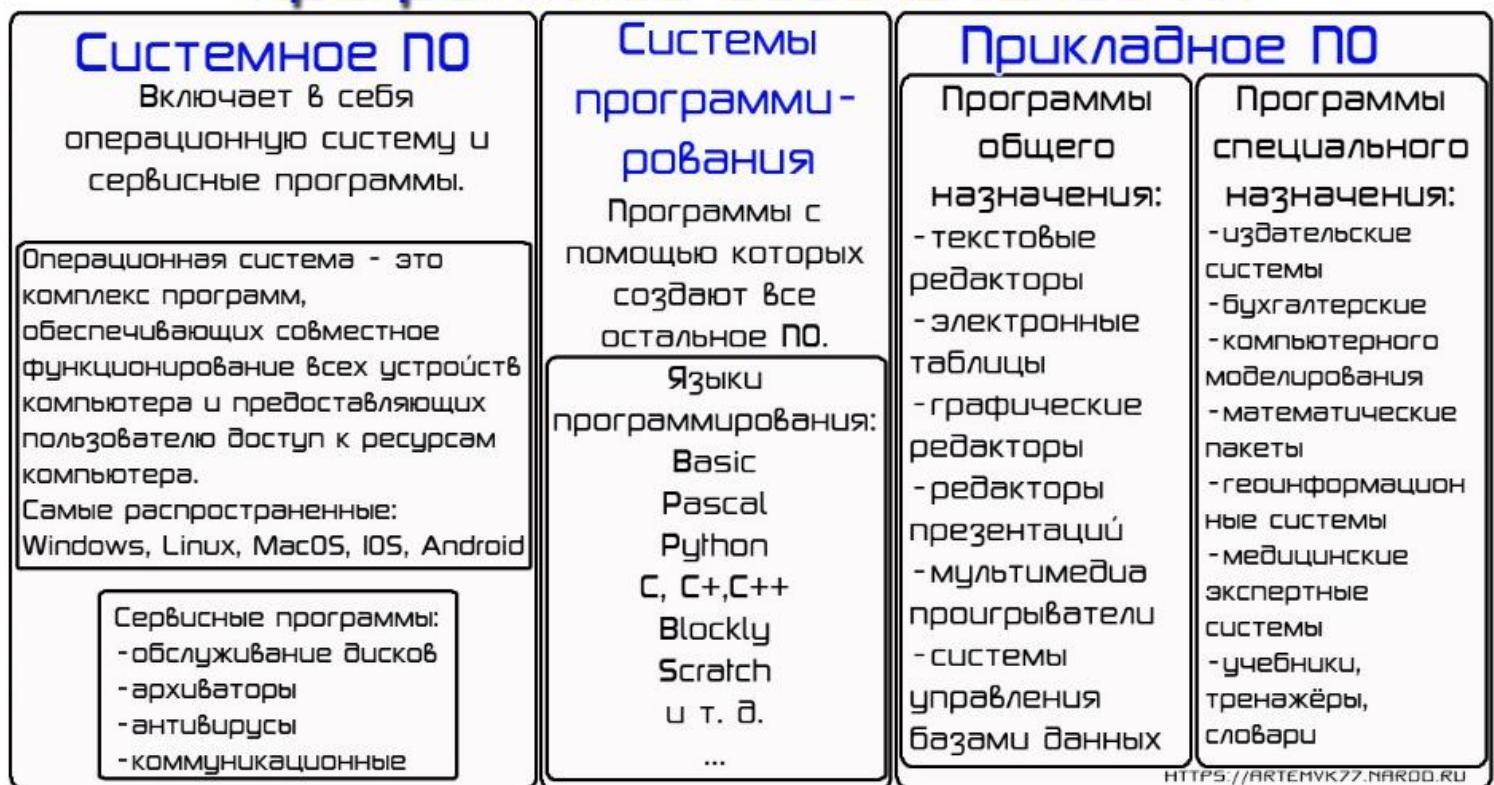 Системное ПО
Включает в себя
операционную систему и
сервисные программы.
Операционная система - это
комплекс программ,
обеспечивающих совместное
функционирование всех устройств
компьютера и предоставляющих
пользователю доступ к ресурсам
компьютера.
Самые распространенные:
Windows, Linux, MacOS, IOS, Android
Сервисные программы:
-обслуживание дисков
-архиваторы
-антивирусы
-коммуникационные
Системы
программи-
рования
Программы с
помощью которых
создают все
остальное ПО.
Языки
программирования:
Basic
Pascal
Python
C, C+,C++
Blockly
Scratch
и т. д.
...
Прикладное ПО
Программы
общего
назначения:
-текстовые
редакторы
-электронные
таблицы
-графические
редакторы
-редакторы
презентаций
-мультимедиа
проигрыватели
-системы
управления
базами данных
Программы
специального
назначения:
-издательские
системы
-бухгалтерские
-компьютерного
моделирования
-математические
пакеты
-геоинформацион
ные системы
-медицинские
экспертные
системы
-учебники,
тренажёры,
словари
HTTPS://ARTEMVK77.NAROD.RU